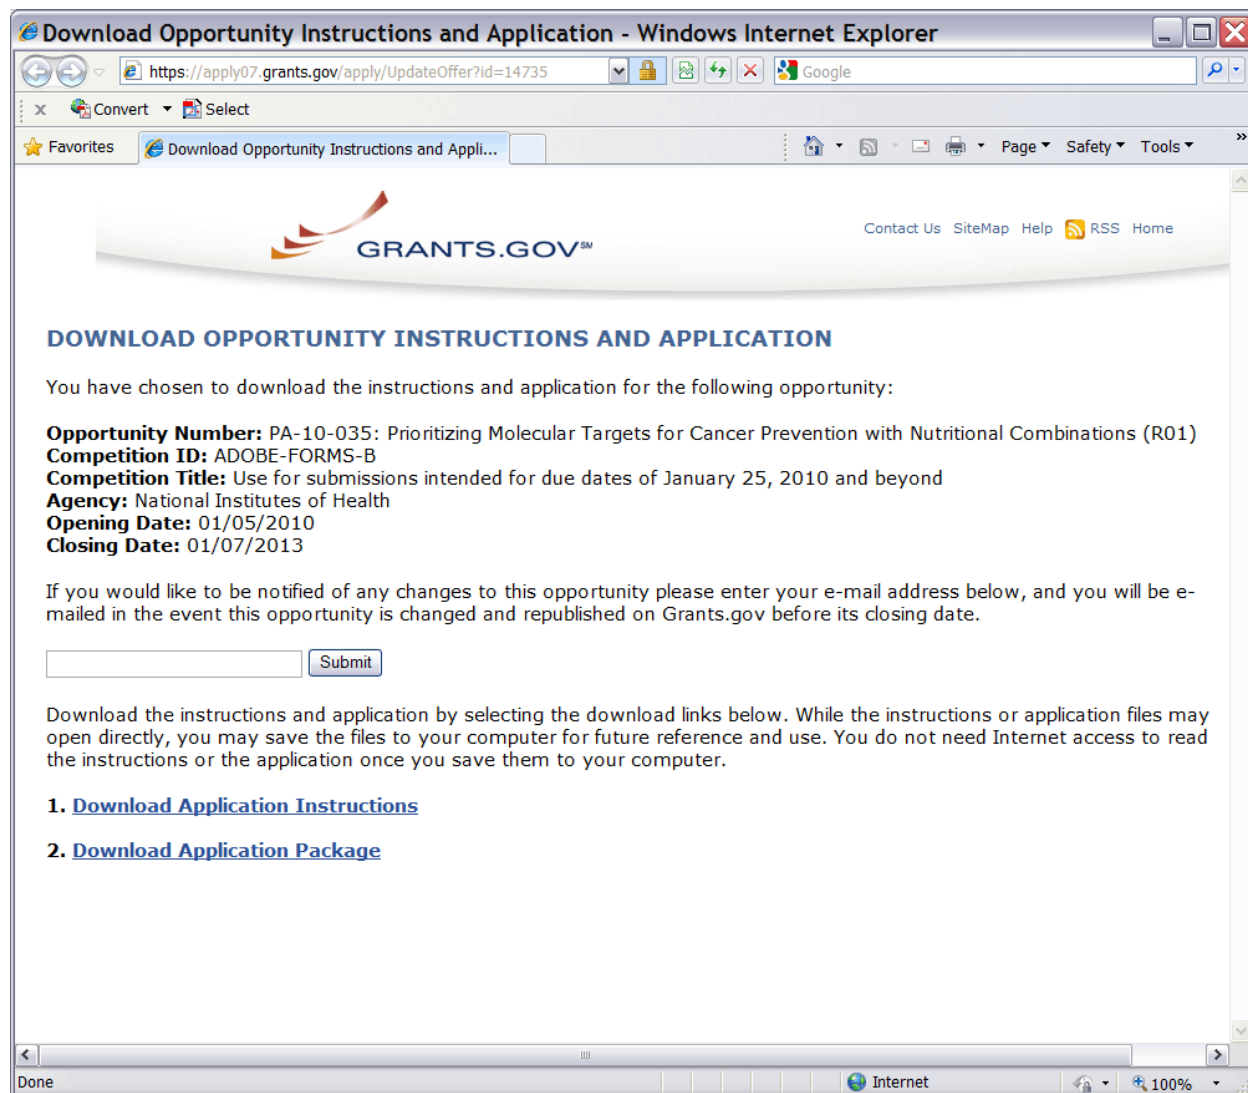 Download Opportunity Instructions and Application - Windows Internet Explorer
https://apply07.grants.gov/apply/UpdateOffer?id=14735
Google
x Convert Select
Favorites
Download Opportunity Instructions and Appli...
Page Safety Tools »
GRANTS.GOV℠
Contact Us SiteMap Help RSS Home
DOWNLOAD OPPORTUNITY INSTRUCTIONS AND APPLICATION
You have chosen to download the instructions and application for the following opportunity:
Opportunity Number: PA-10-035: Prioritizing Molecular Targets for Cancer Prevention with Nutritional Combinations (R01)
Competition ID: ADOBE-FORMS-B
Competition Title: Use for submissions intended for due dates of January 25, 2010 and beyond
Agency: National Institutes of Health
Opening Date: 01/05/2010
Closing Date: 01/07/2013
If you would like to be notified of any changes to this opportunity please enter your e-mail address below, and you will be e-
mailed in the event this opportunity is changed and republished on Grants.gov before its closing date.
Submit
Download the instructions and application by selecting the download links below. While the instructions or application files may
open directly, you may save the files to your computer for future reference and use. You do not need Internet access to read
the instructions or the application once you save them to your computer.
1. Download Application Instructions
2. Download Application Package
Done
Internet
100%